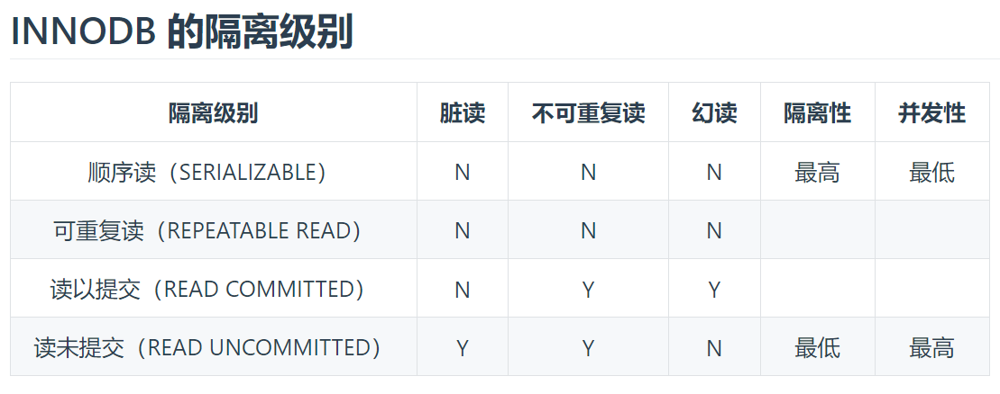 INNODB 的隔离级别
隔离级别 脏读 不可重复读 幻读 隔离性 并发性
顺序读（SERIALIZABLE） N N N 最高 最低
可重复读（REPEATABLE READ） N N N
读以提交（READ COMMITTED） N Y Y
读未提交（READ UNCOMMITTED） Y Y N 最低 最高